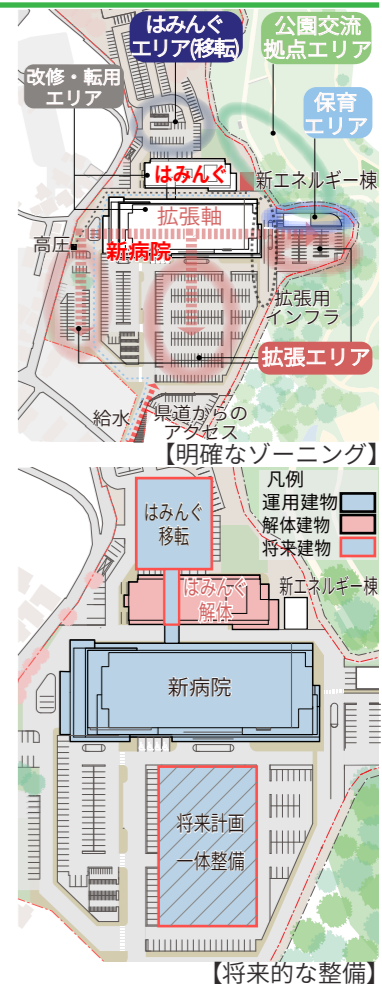 はみんぐ
エリア(移転)
公園交流
拠点エリア
改修・転用
エリア
保育
エリア
はみんぐ
新エネルギー棟
拡張軸
高圧
新病院
拡張用
インフラ
拡張エリア
給水
県道からの
アクセス
【明確なゾーニング】
凡例
運用建物
解体建物
将来建物
はみんぐ
移転
はみんぐ
解体
新エネルギー棟
新病院
将来計画
一体整備
【将来的な整備】